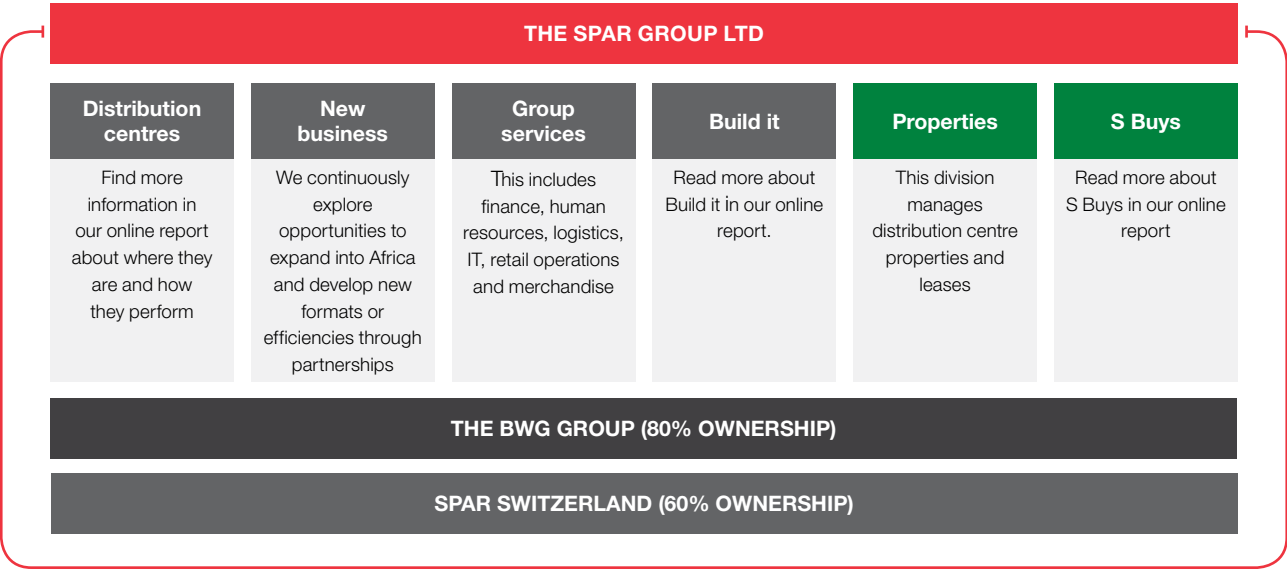 THE SPAR GROUP LTD
Distribution
centres
Find more
information in
our online report
about where they
are and how
they perform
New
business
We continuously
explore
opportunities to
expand into Africa
and develop new
formats or
efficiencies through
partnerships
Group
services
This includes
finance, human
resources, logistics,
IT, retail operations
and merchandise
Build it
Read more about
Build it in our online
report.
Properties
This division
manages
distribution centre
properties and
leases
S Buys
Read more about
S Buys in our online
report
THE BWG GROUP (80% OWNERSHIP)
SPAR SWITZERLAND (60% OWNERSHIP)